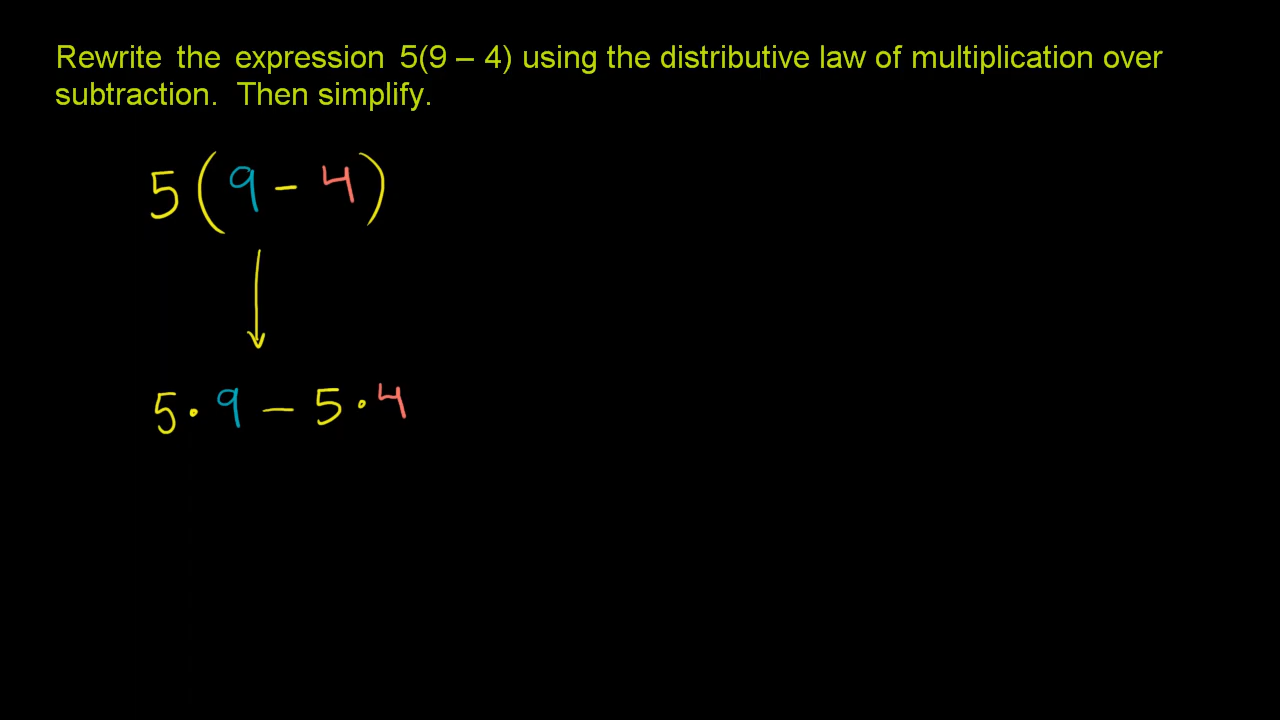 Rewrite the expression 5(9 – 4) using the distributive law of multiplication over
subtraction. Then simplify.
5(9 - 4)
5 · 9 - 5 · 4